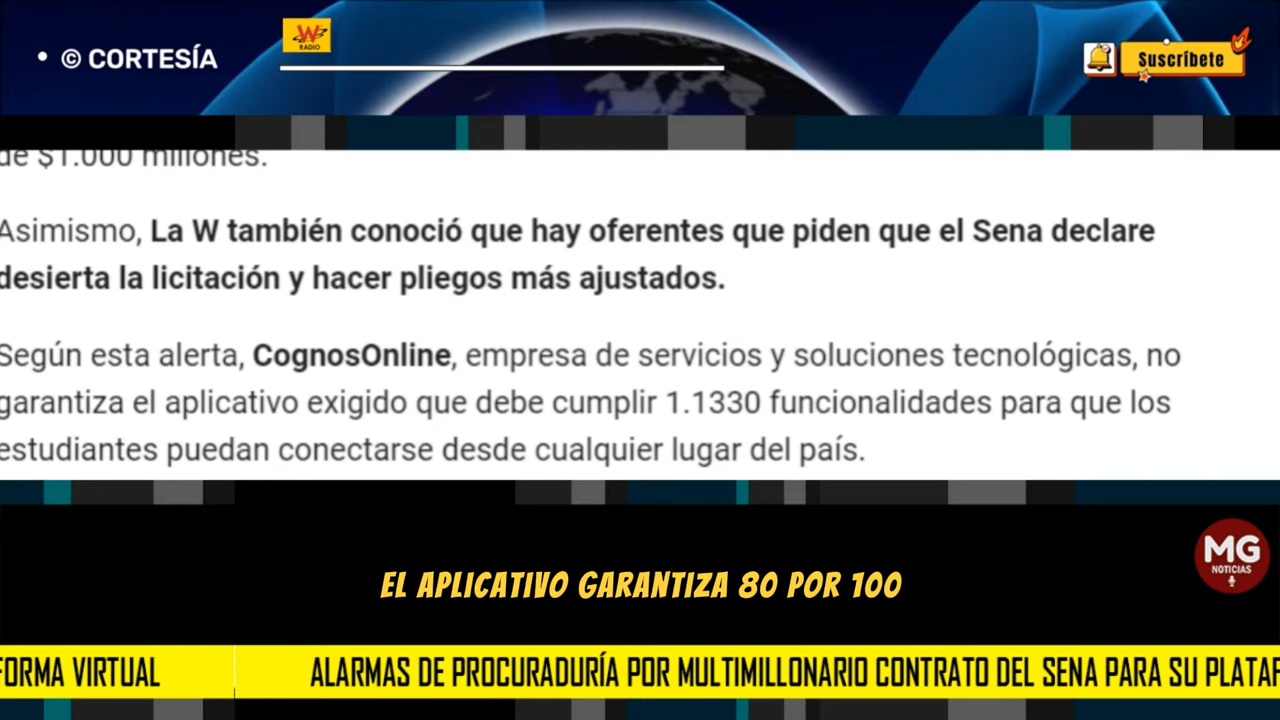 • © CORTESÍA
W
RADIO
Suscríbete
de $1.000 millones.
Asimismo, La W también conoció que hay oferentes que piden que el Sena declare
desierta la licitación y hacer pliegos más ajustados.
Según esta alerta, CognosOnline, empresa de servicios y soluciones tecnológicas, no
garantiza el aplicativo exigido que debe cumplir 1.1330 funcionalidades para que los
estudiantes puedan conectarse desde cualquier lugar del país.
MG
NOTICIAS
EL APLICATIVO GARANTIZA 80 POR 100
FORMA VIRTUAL ALARMAS DE PROCURADURÍA POR MULTIMILLONARIO CONTRATO DEL SENA PARA SU PLATAF